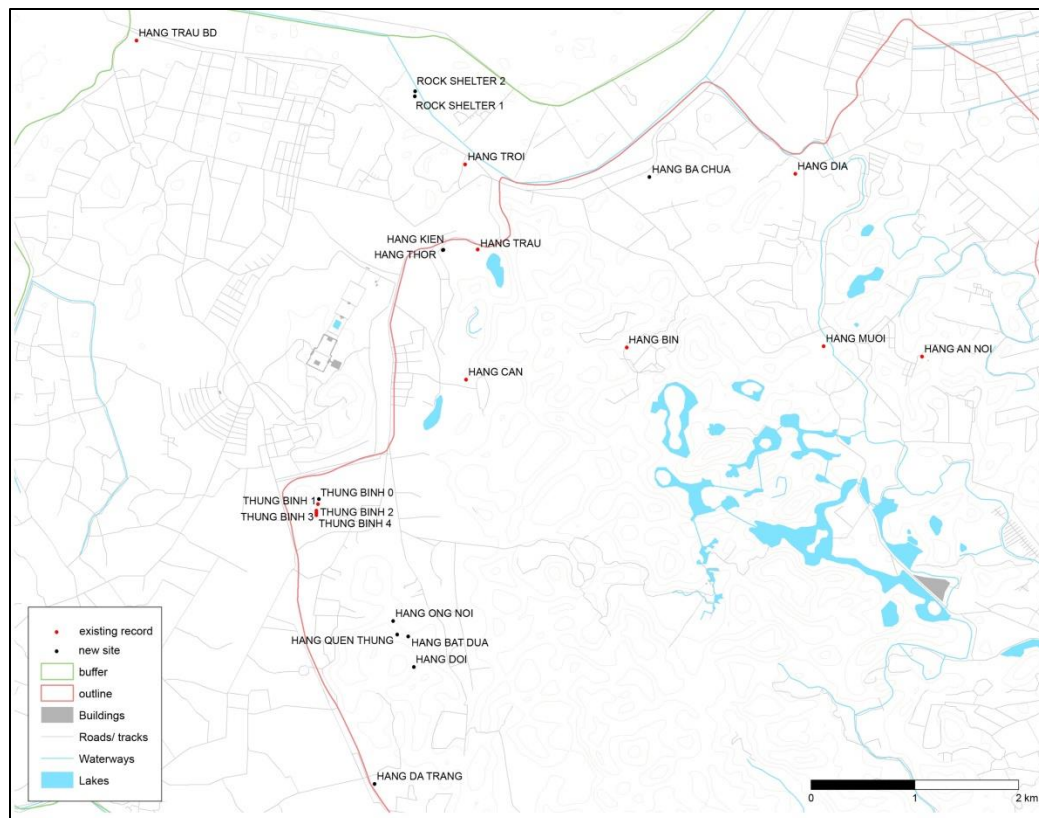 HANG TRAU BD
ROCK SHELTER 2
ROCK SHELTER 1
HANG TROI
HANG BA CHUA
HANG DIA
HANG KIEN
HANG TRAU
HANG THOR
HANG BIN
HANG MUOI
HANG AN NOI
HANG CAN
THUNG BINH 0
THUNG BINH 1
THUNG BINH 2
THUNG BINH 3
THUNG BINH 4
HANG ONG NOI
HANG QUEN THUNG
HANG BAT DUA
HANG DOI
HANG DA TRANG
existing record
new site
buffer
outline
Buildings
Roads/ tracks
Waterways
Lakes
0 1 2 km